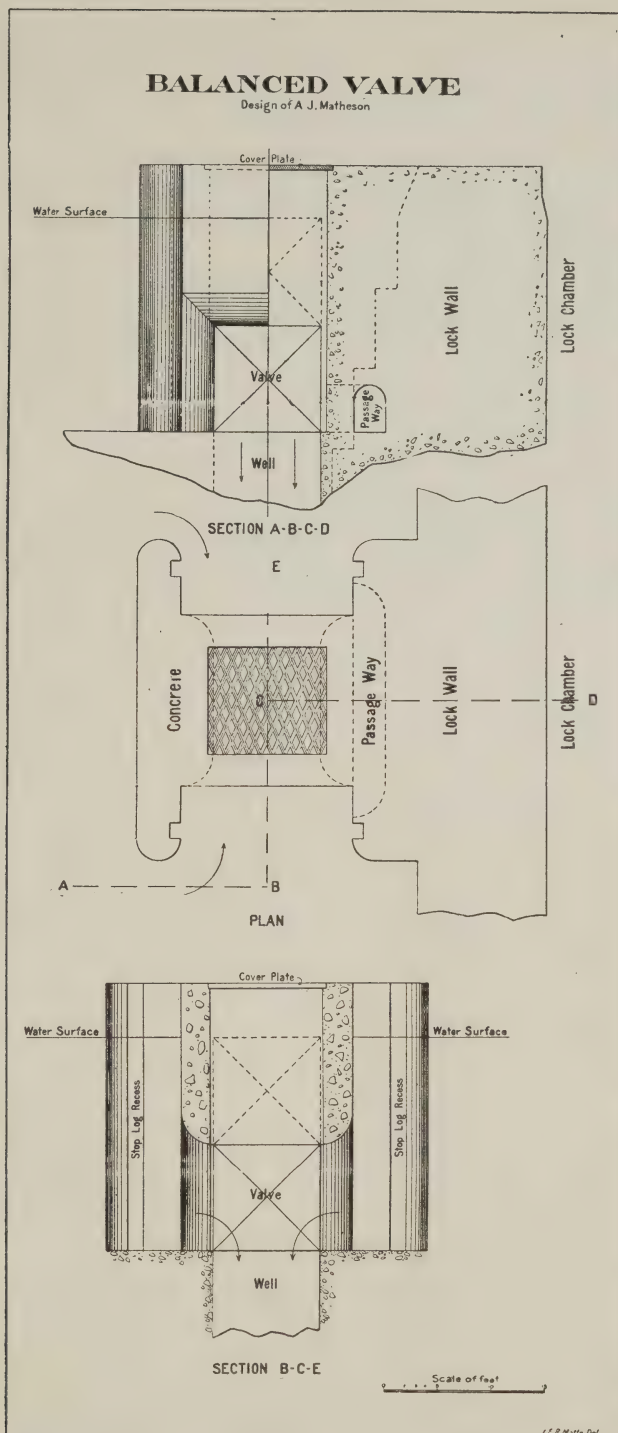 BALANCED VALVE
Design of A J. Matheson
Cover Plate
Water Surface
Lock Wall
Lock Chamber
Valve
Passage
Way
Well
SECTION A-B-C-D
E
Concrete
Passage Way
Lock Wall
Lock Chamber
D
A
B
PLAN
Cover Plate
Water Surface
Water Surface
Stop Log Recess
Stop Log Recess
Valve
Well
SECTION B-C-E
Scale of feet